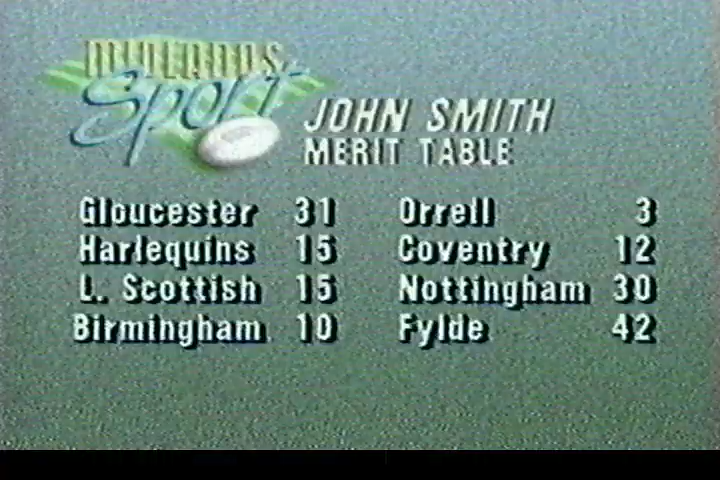 MIDLANDS
Sport
JOHN SMITH
MERIT TABLE
Gloucester 31 Orrell 3
Harlequins 15 Coventry 12
L. Scottish 15 Nottingham 30
Birmingham 10 Fylde 42